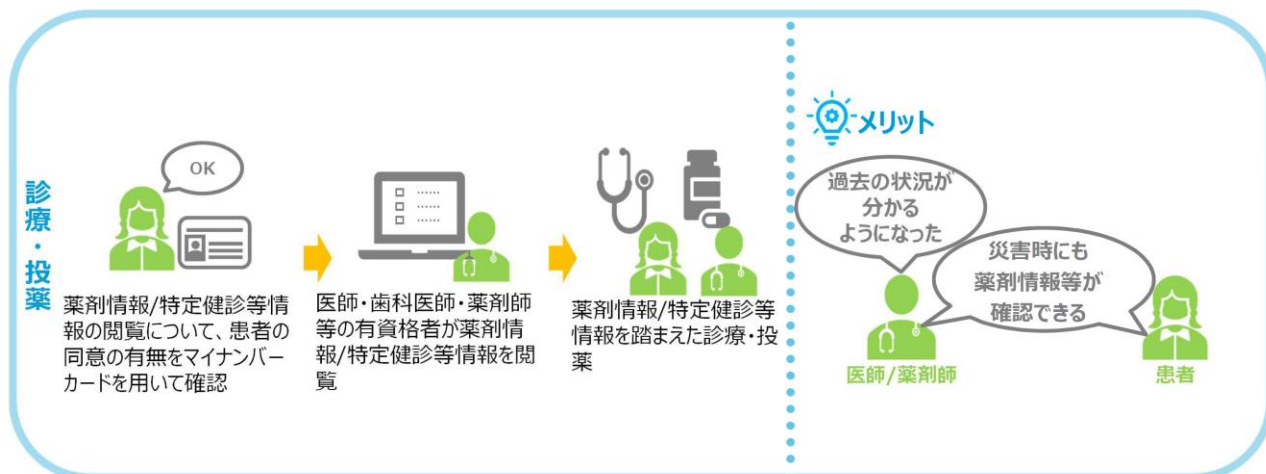 診療・投薬
OK
薬剤情報/特定健診等情
報の閲覧について、患者の
同意の有無をマイナンバー
カードを用いて確認
医師・歯科医師・薬剤師
等の有資格者が薬剤情
報/特定健診等情報を閲
覧
薬剤情報/特定健診等
情報を踏まえた診療・投
薬
メリット
過去の状況が
分かる
ようになった
災害時にも
薬剤情報等が
確認できる
医師/薬剤師
患者